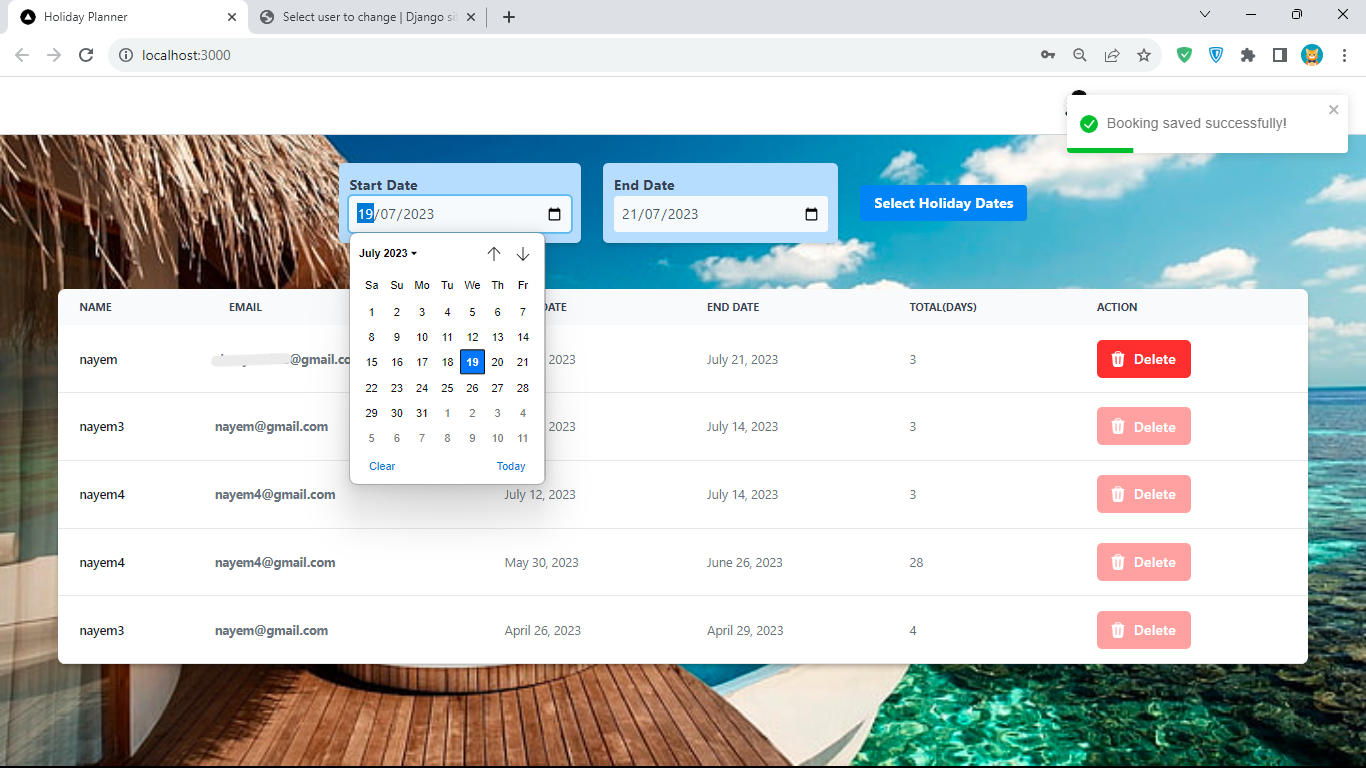 Holiday Planner
Select user to change | Django si
localhost:3000
Booking saved successfully!
Start Date
19/07/2023
End Date
21/07/2023
Select Holiday Dates
July 2023
Sa Su Mo Tu We Th Fr
1 2 3 4 5 6 7
8 9 10 11 12 13 14
15 16 17 18 19 20 21
22 23 24 25 26 27 28
29 30 31 1 2 3 4
5 6 7 8 9 10 11
Clear Today
NAME EMAIL DATE END DATE TOTAL(DAYS) ACTION
nayem @gmail.co 2023 July 21, 2023 3 Delete
nayem3 nayem@gmail.com 2023 July 14, 2023 3 Delete
nayem4 nayem4@gmail.com July 12, 2023 July 14, 2023 3 Delete
nayem4 nayem4@gmail.com May 30, 2023 June 26, 2023 28 Delete
nayem3 nayem@gmail.com April 26, 2023 April 29, 2023 4 Delete